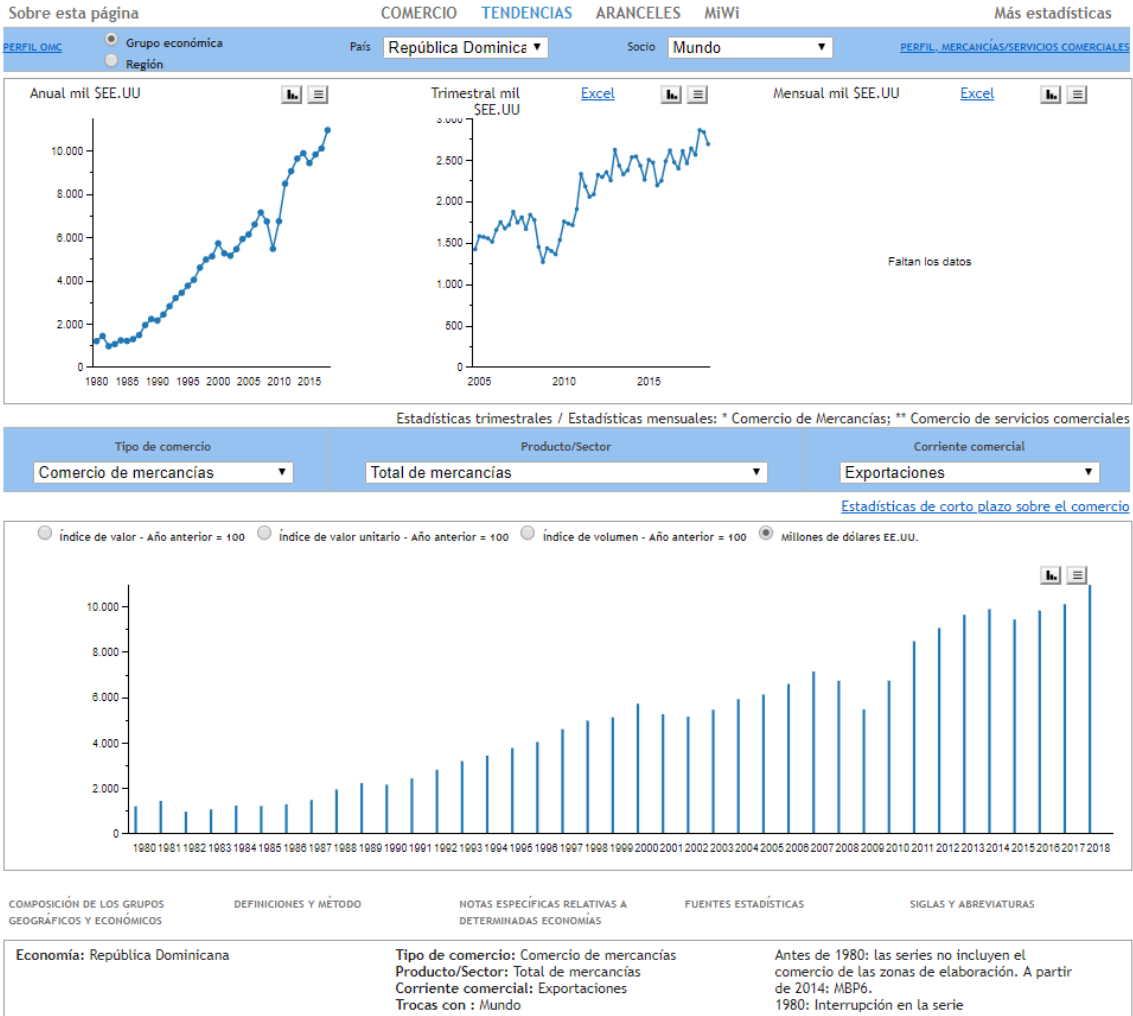 Sobre esta página
COMERCIO TENDENCIAS ARANCELES MiWi
Más estadísticas
PERFIL OMC
Grupo económica
Región
País República Dominica
Socio Mundo
PERFIL, MERCANCÍAS/SERVICIOS COMERCIALES
Anual mil $EE.UU
10.000
8.000
6.000
4.000
2.000
0
1980 1985 1990 1995 2000 2005 2010 2015
Trimestral mil Excel
$EE.UU
3.000
2.500
2.000
1.500
1.000
500
0
2005 2010 2015
Mensual mil $EE.UU Excel
Faltan los datos
Estadísticas trimestrales / Estadísticas mensuales: * Comercio de Mercancías; ** Comercio de servicios comerciales
Tipo de comercio Producto/Sector Corriente comercial
Comercio de mercancías Total de mercancías Exportaciones
Estadísticas de corto plazo sobre el comercio
Índice de valor - Año anterior = 100 Índice de valor unitario - Año anterior = 100 Índice de volumen - Año anterior = 100 Millones de dólares EE.UU.
10.000
8.000
6.000
4.000
2.000
0
1980 1981 1982 1983 1984 1985 1986 1987 1988 1989 1990 1991 1992 1993 1994 1995 1996 1997 1998 1999 2000 2001 2002 2003 2004 2005 2006 2007 2008 2009 2010 2011 2012 2013 2014 2015 2016 2017 2018
COMPOSICIÓN DE LOS GRUPOS
GEOGRÁFICOS Y ECONÓMICOS
DEFINICIONES Y MÉTODO
NOTAS ESPECÍFICAS RELATIVAS A
DETERMINADAS ECONOMÍAS
FUENTES ESTADÍSTICAS
SIGLAS Y ABREVIATURAS
Economía: República Dominicana
Tipo de comercio: Comercio de mercancías
Producto/Sector: Total de mercancías
Corriente comercial: Exportaciones
Trocas con : Mundo
Antes de 1980: las series no incluyen el
comercio de las zonas de elaboración. A partir
de 2014: MBP6.
1980: Interrupción en la serie